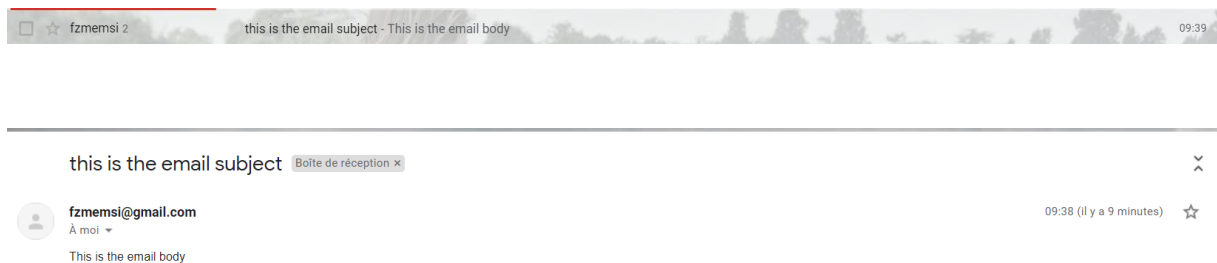 fzmemsi 2 this is the email subject - This is the email body 09:39
this is the email subject Boîte de réception ×
fzmemsi@gmail.com 09:38 (il y a 9 minutes)
À moi
This is the email body